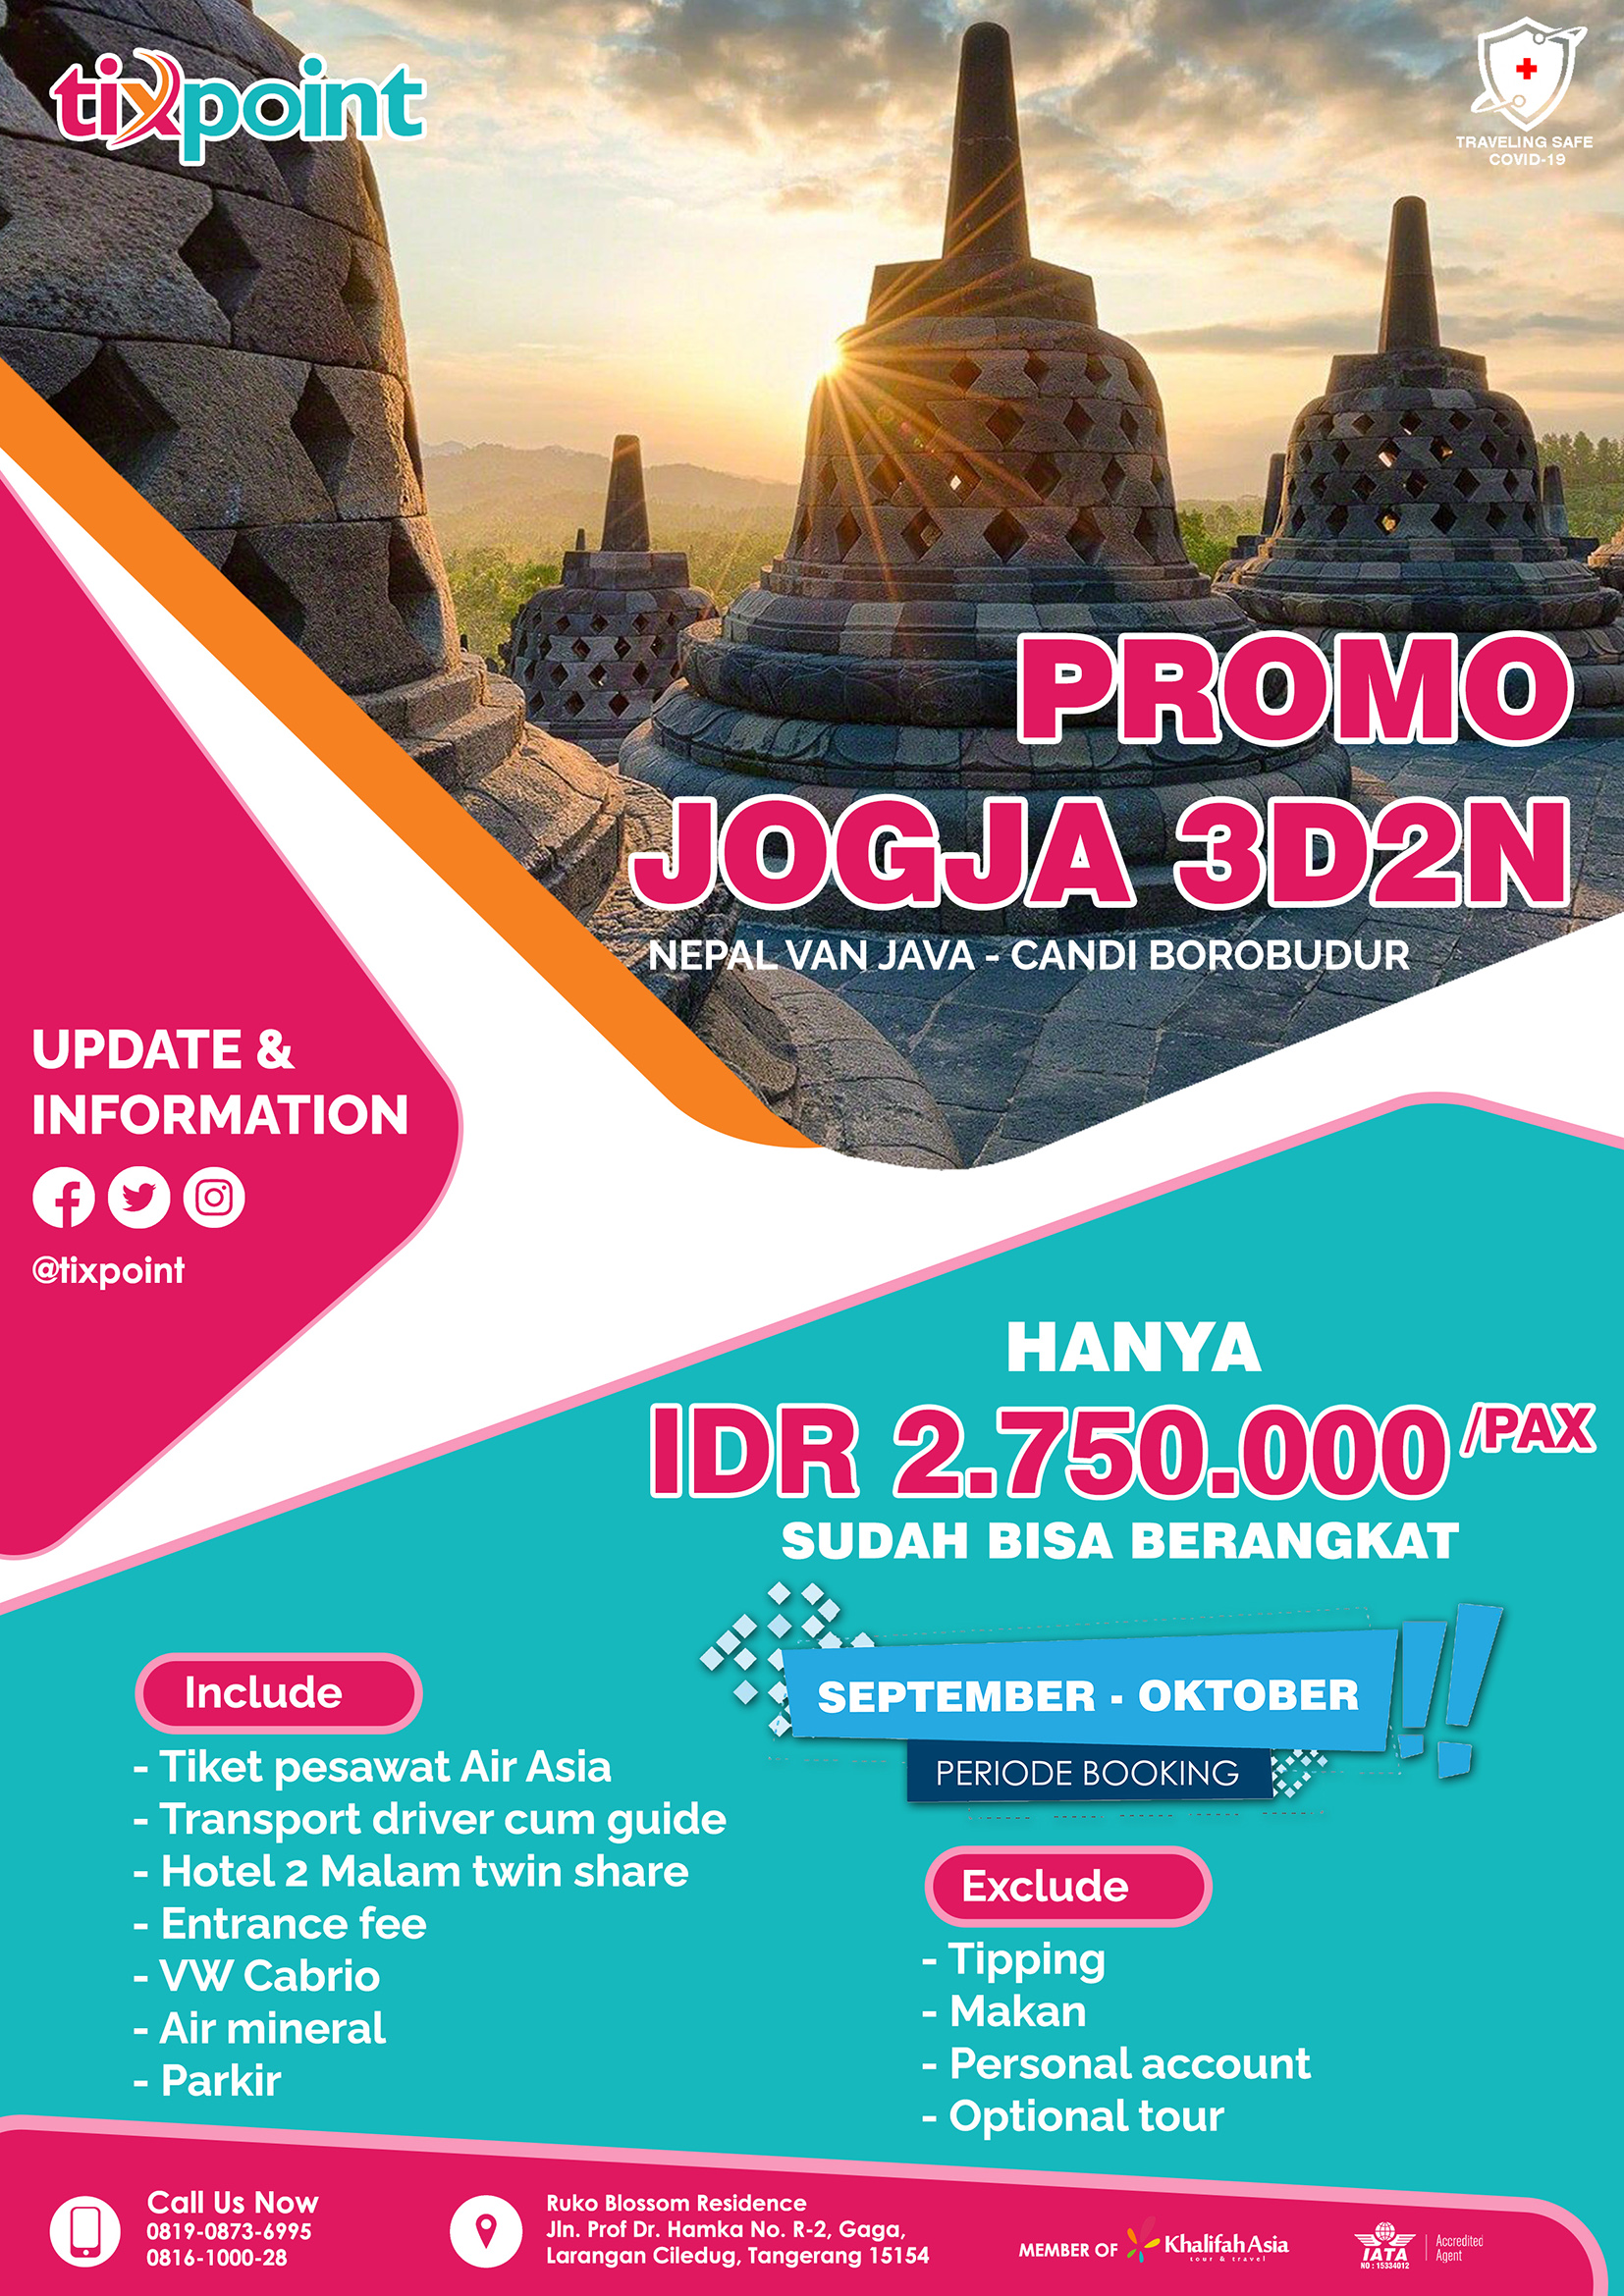 tixpoint
TRAVELING SAFE
COVID-19
PROMO
JOGJA 3D2N
NEPAL VAN JAVA - CANDI BOROBUDUR
UPDATE &
INFORMATION
@tixpoint
HANYA
IDR 2.750.000 /PAX
SUDAH BISA BERANGKAT
SEPTEMBER - OKTOBER !!
PERIODE BOOKING
Include
- Tiket pesawat Air Asia
- Transport driver cum guide
- Hotel 2 Malam twin share
- Entrance fee
- VW Cabrio
- Air mineral
- Parkir
Exclude
- Tipping
- Makan
- Personal account
- Optional tour
Call Us Now
0819-0873-6995
0816-1000-28
Ruko Blossom Residence
Jln. Prof Dr. Hamka No. R-2, Gaga,
Larangan Ciledug, Tangerang 15154
MEMBER OF
Khalifah Asia
tour & travel
IATA
NO : 15334012
Accredited
Agent